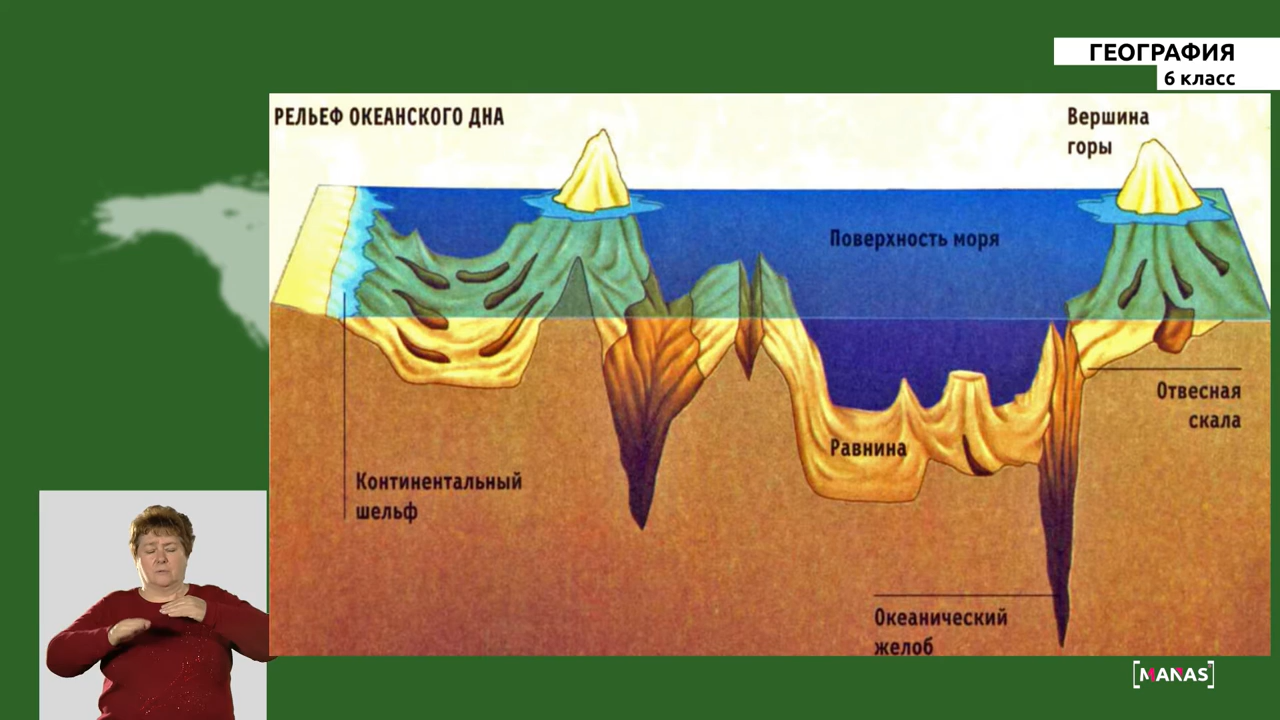 ГЕОГРАФИЯ
6 класс
РЕЛЬЕФ ОКЕАНСКОГО ДНА
Вершина
горы
Поверхность моря
Отвесная
скала
Равнина
Континентальный
шельф
Океанический
желоб
[MANAS]